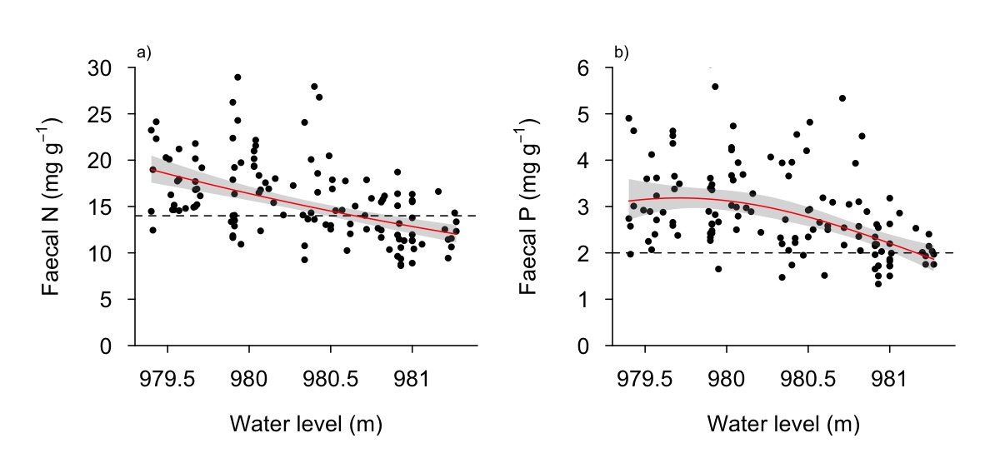 a)
Faecal N (mg g⁻¹)
30
25
20
15
10
5
0
979.5 980 980.5 981
Water level (m)
b)
Faecal P (mg g⁻¹)
6
5
4
3
2
1
0
979.5 980 980.5 981
Water level (m)